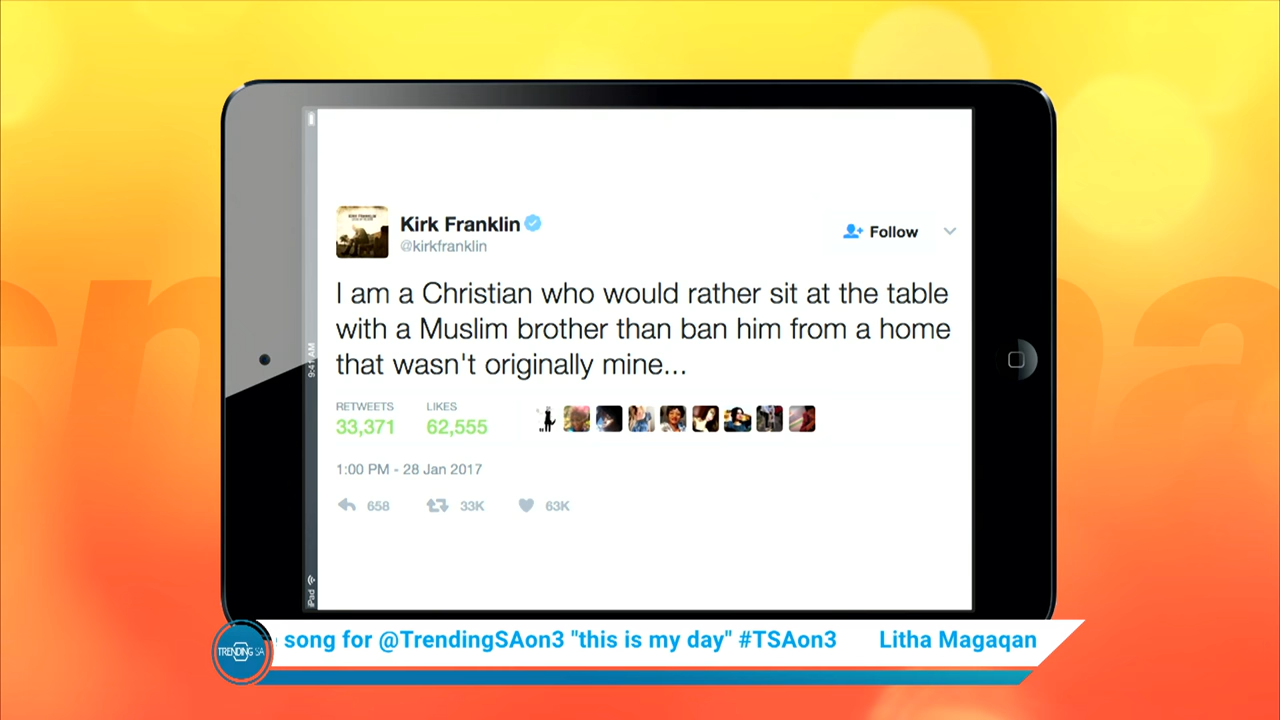 Kirk Franklin
@kirkfranklin
Follow
I am a Christian who would rather sit at the table
with a Muslim brother than ban him from a home
that wasn't originally mine...
RETWEETS LIKES
33,371 62,555
1:00 PM - 28 Jan 2017
658 33K 63K
9:41 AM
iPad
song for @TrendingSAon3 "this is my day" #TSAon3 Litha Magaqan
TRENDING SA